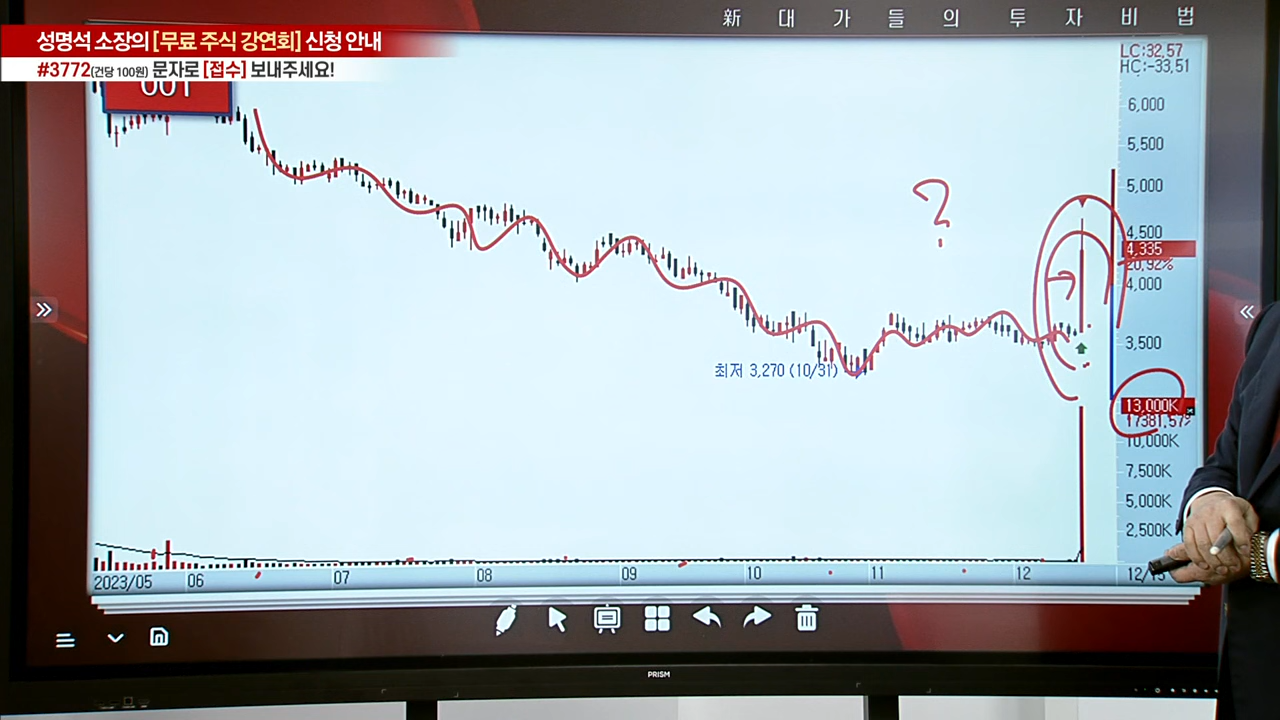 新 대 가 들 의 투 자 비 법
성명석 소장의 [무료 주식 강연회] 신청 안내
#3772(건당 100원) 문자로 [접수] 보내주세요!
001
LC:32,57
HC:-33,51
6,000
5,500
5,000
?
4,500
4,335
20,92%
4,000
3,500
최저 3,270 (10/31)
13,000K
17381,57%
10,000K
7,500K
5,000K
2,500K
2023/05 06 07 08 09 10 11 12
PRISM